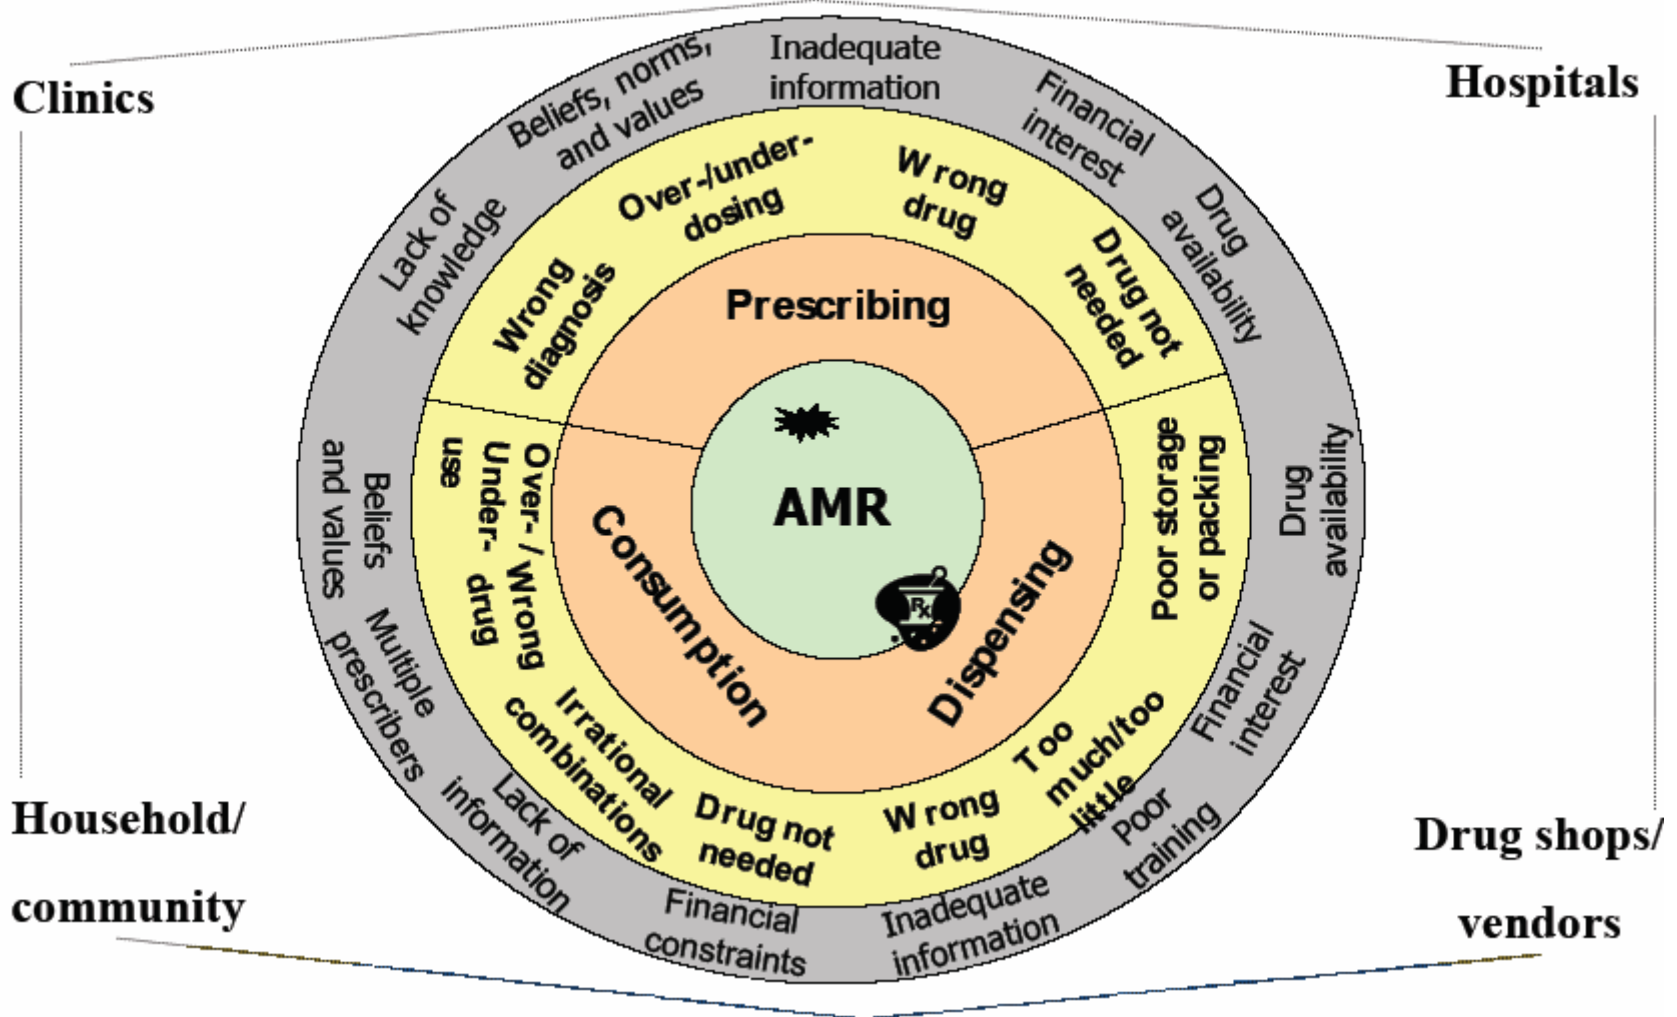 Clinics
Hospitals
Household/
community
Drug shops/
vendors
Lack of
knowledge
Beliefs, norms,
and values
Inadequate
information
Financial
interest
Drug
availability
Drug
availability
Financial
interest
Poor
training
Inadequate
information
Financial
constraints
Lack of
information
Multiple
prescribers
Beliefs
and values
Wrong
diagnosis
Over-/under-
dosing
Wrong
drug
Drug not
needed
Poor storage
or packing
Too
much/too
little
Wrong
drug
Drug not
needed
Irrational
combinations
Wrong
drug
Over- /
Under-
use
Prescribing
Dispensing
Consumption
AMR
Rx